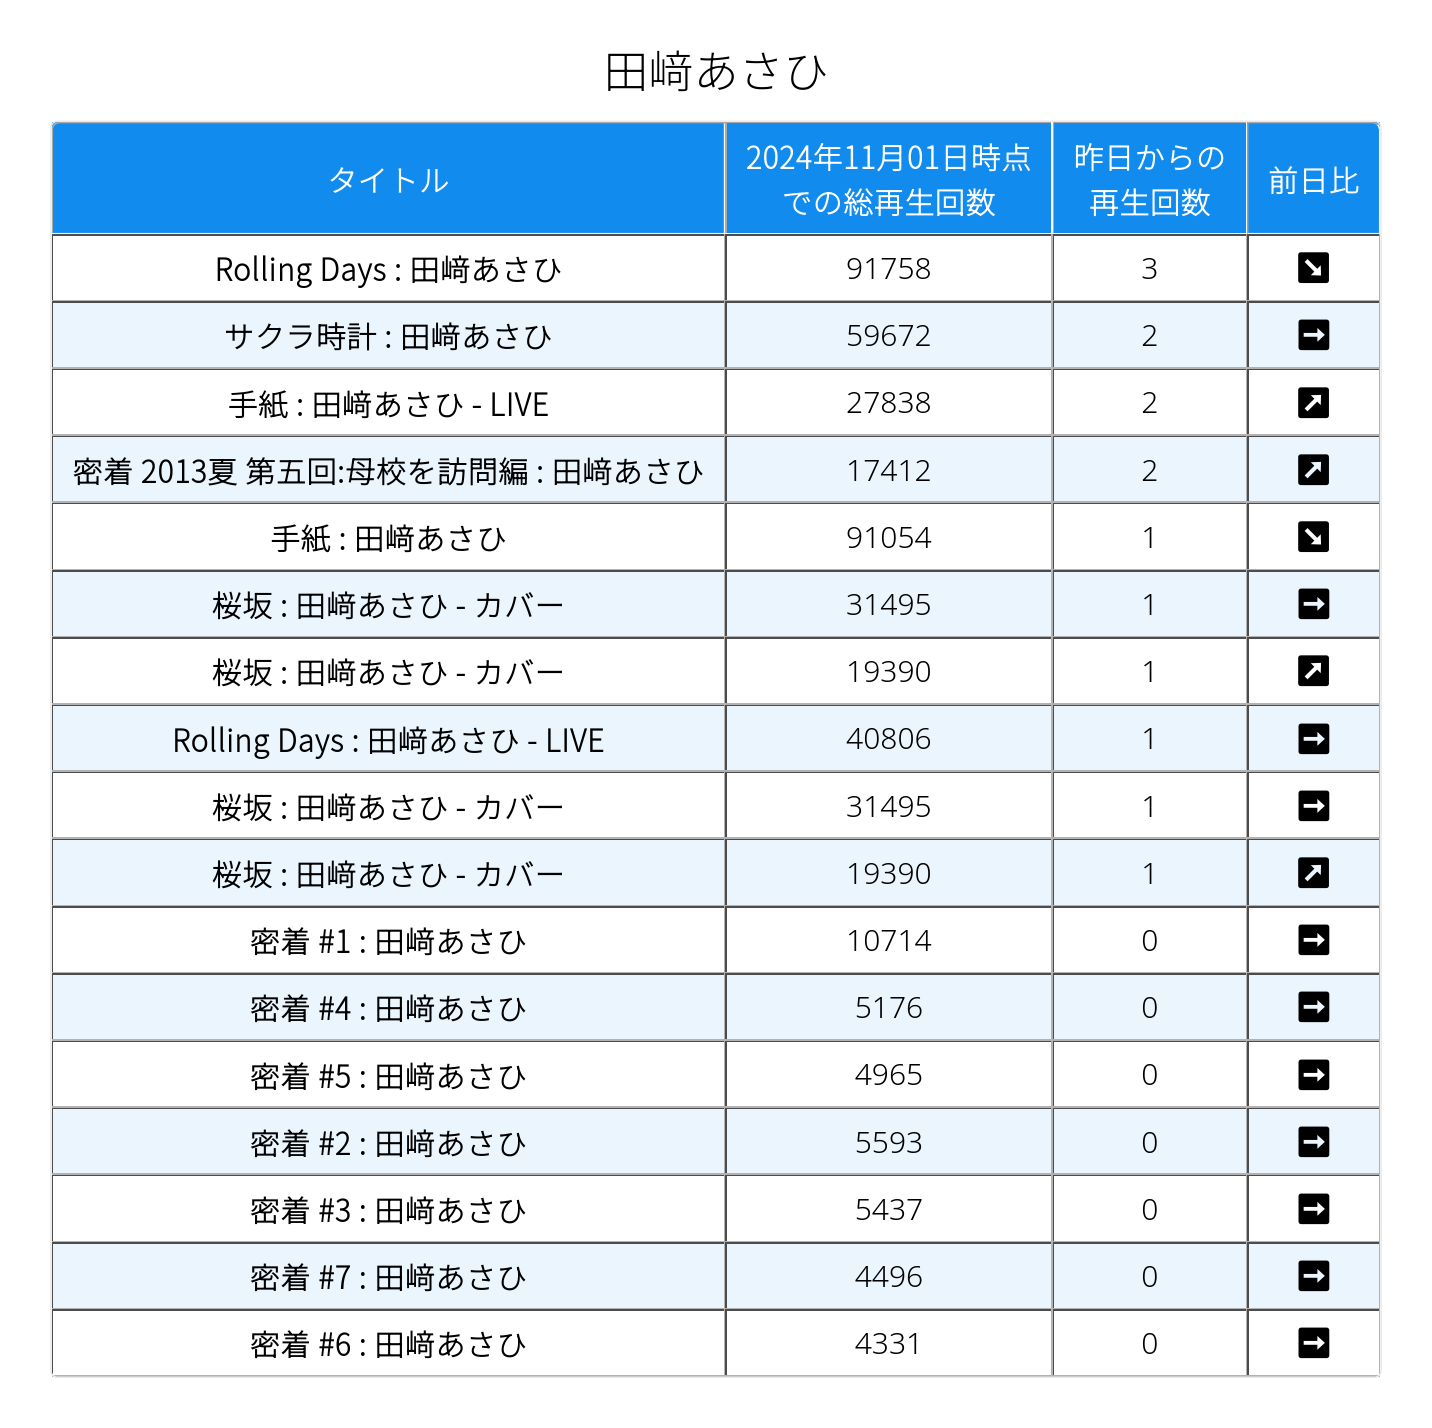 田﨑あさひ
タイトル
2024年11月01日時点
での総再生回数
昨日からの
再生回数
前日比
Rolling Days : 田﨑あさひ 91758 3 ↘
サクラ時計 : 田﨑あさひ 59672 2 →
手紙 : 田﨑あさひ - LIVE 27838 2 ↗
密着 2013夏 第五回:母校を訪問編 : 田﨑あさひ 17412 2 ↗
手紙 : 田﨑あさひ 91054 1 ↘
桜坂 : 田﨑あさひ - カバー 31495 1 →
桜坂 : 田﨑あさひ - カバー 19390 1 ↗
Rolling Days : 田﨑あさひ - LIVE 40806 1 →
桜坂 : 田﨑あさひ - カバー 31495 1 →
桜坂 : 田﨑あさひ - カバー 19390 1 ↗
密着 #1 : 田﨑あさひ 10714 0 →
密着 #4 : 田﨑あさひ 5176 0 →
密着 #5 : 田﨑あさひ 4965 0 →
密着 #2 : 田﨑あさひ 5593 0 →
密着 #3 : 田﨑あさひ 5437 0 →
密着 #7 : 田﨑あさひ 4496 0 →
密着 #6 : 田﨑あさひ 4331 0 →